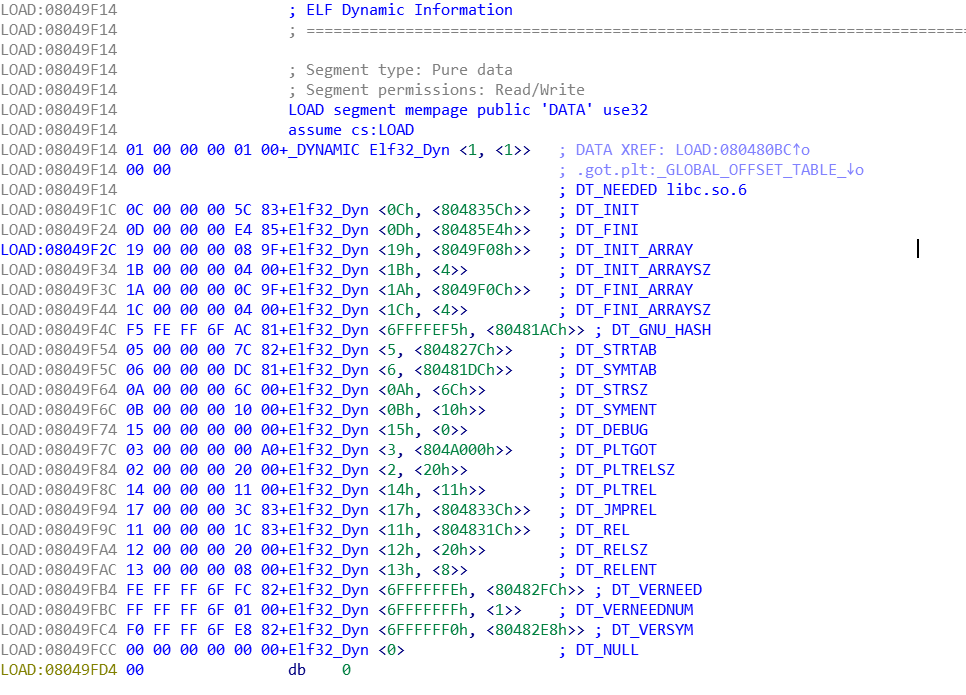 LOAD:08049F14 ; ELF Dynamic Information
LOAD:08049F14 ; ===========================================================================
LOAD:08049F14
LOAD:08049F14 ; Segment type: Pure data
LOAD:08049F14 ; Segment permissions: Read/Write
LOAD:08049F14 LOAD segment mempage public 'DATA' use32
LOAD:08049F14 assume cs:LOAD
LOAD:08049F14 01 00 00 00 01 00+_DYNAMIC Elf32_Dyn <1, <1>> ; DATA XREF: LOAD:080480BC↑o
LOAD:08049F14 00 00 ; .got.plt:_GLOBAL_OFFSET_TABLE_↓o
LOAD:08049F14 ; DT_NEEDED libc.so.6
LOAD:08049F1C 0C 00 00 00 5C 83+Elf32_Dyn <0Ch, <804835Ch>> ; DT_INIT
LOAD:08049F24 0D 00 00 00 E4 85+Elf32_Dyn <0Dh, <80485E4h>> ; DT_FINI
LOAD:08049F2C 19 00 00 00 08 9F+Elf32_Dyn <19h, <8049F08h>> ; DT_INIT_ARRAY
LOAD:08049F34 1B 00 00 00 04 00+Elf32_Dyn <1Bh, <4>> ; DT_INIT_ARRAYSZ
LOAD:08049F3C 1A 00 00 00 0C 9F+Elf32_Dyn <1Ah, <8049F0Ch>> ; DT_FINI_ARRAY
LOAD:08049F44 1C 00 00 00 04 00+Elf32_Dyn <1Ch, <4>> ; DT_FINI_ARRAYSZ
LOAD:08049F4C F5 FE FF 6F AC 81+Elf32_Dyn <6FFFFEF5h, <80481ACh>> ; DT_GNU_HASH
LOAD:08049F54 05 00 00 00 7C 82+Elf32_Dyn <5, <804827Ch>> ; DT_STRTAB
LOAD:08049F5C 06 00 00 00 DC 81+Elf32_Dyn <6, <80481DCh>> ; DT_SYMTAB
LOAD:08049F64 0A 00 00 00 6C 00+Elf32_Dyn <0Ah, <6Ch>> ; DT_STRSZ
LOAD:08049F6C 0B 00 00 00 10 00+Elf32_Dyn <0Bh, <10h>> ; DT_SYMENT
LOAD:08049F74 15 00 00 00 00 00+Elf32_Dyn <15h, <0>> ; DT_DEBUG
LOAD:08049F7C 03 00 00 00 00 A0+Elf32_Dyn <3, <804A000h>> ; DT_PLTGOT
LOAD:08049F84 02 00 00 00 20 00+Elf32_Dyn <2, <20h>> ; DT_PLTRELSZ
LOAD:08049F8C 14 00 00 00 11 00+Elf32_Dyn <14h, <11h>> ; DT_PLTREL
LOAD:08049F94 17 00 00 00 3C 83+Elf32_Dyn <17h, <804833Ch>> ; DT_JMPREL
LOAD:08049F9C 11 00 00 00 1C 83+Elf32_Dyn <11h, <804831Ch>> ; DT_REL
LOAD:08049FA4 12 00 00 00 20 00+Elf32_Dyn <12h, <20h>> ; DT_RELSZ
LOAD:08049FAC 13 00 00 00 08 00+Elf32_Dyn <13h, <8>> ; DT_RELENT
LOAD:08049FB4 FE FF FF 6F FC 82+Elf32_Dyn <6FFFFFFEh, <80482FCh>> ; DT_VERNEED
LOAD:08049FBC FF FF FF 6F 01 00+Elf32_Dyn <6FFFFFFFh, <1>> ; DT_VERNEEDNUM
LOAD:08049FC4 F0 FF FF 6F E8 82+Elf32_Dyn <6FFFFFF0h, <80482E8h>> ; DT_VERSYM
LOAD:08049FCC 00 00 00 00 00 00+Elf32_Dyn <0> ; DT_NULL
LOAD:08049FD4 00 db 0